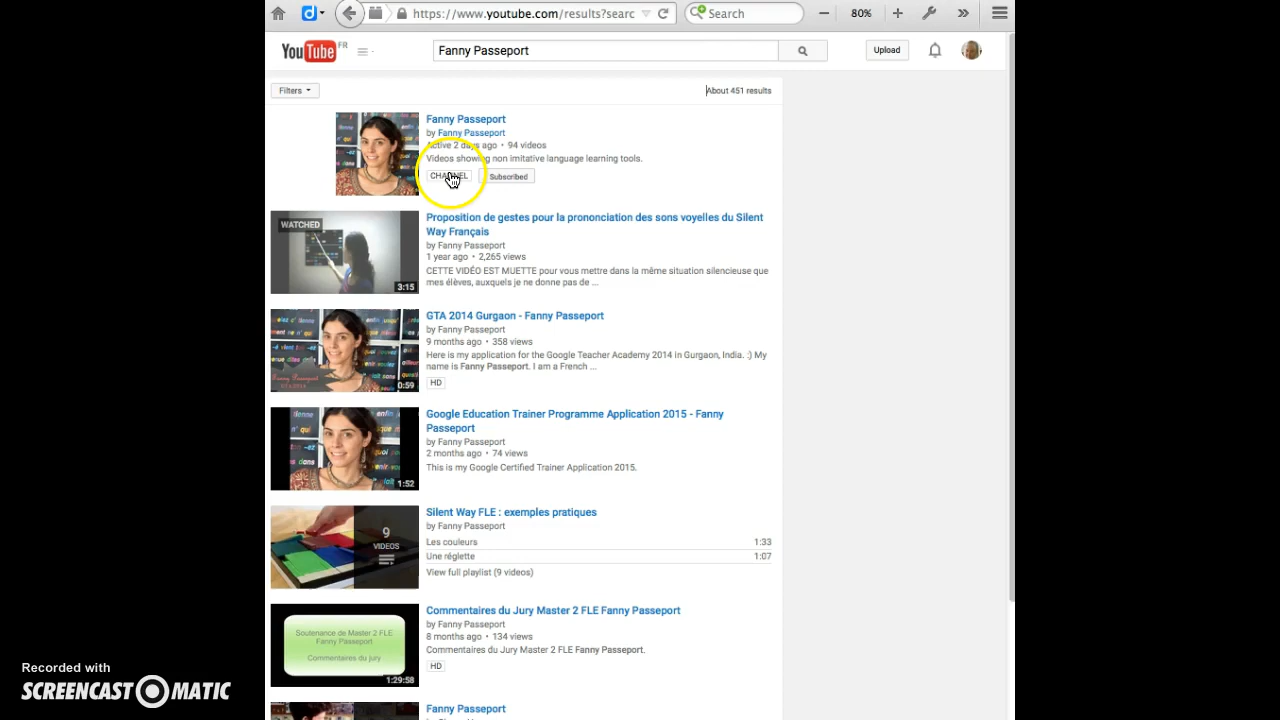 https://www.youtube.com/results?searc
Search
80%
YouTube FR
Fanny Passeport
Upload
Filters
About 451 results
Fanny Passeport
by Fanny Passeport
Active 2 days ago • 94 videos
Videos showing non imitative language learning tools.
CHANNEL
Subscribed
WATCHED
3:15
Proposition de gestes pour la prononciation des sons voyelles du Silent
Way Français
by Fanny Passeport
1 year ago • 2,265 views
CETTE VIDÉO EST MUETTE pour vous mettre dans la même situation silencieuse que
mes élèves, auxquels je ne donne pas de ...
0:59
GTA 2014 Gurgaon - Fanny Passeport
by Fanny Passeport
9 months ago • 358 views
Here is my application for the Google Teacher Academy 2014 in Gurgaon, India. :) My
name is Fanny Passeport. I am a French ...
HD
1:52
Google Education Trainer Programme Application 2015 - Fanny
Passeport
by Fanny Passeport
2 months ago • 74 views
This is my Google Certified Trainer Application 2015.
9
VIDEOS
Silent Way FLE : exemples pratiques
by Fanny Passeport
Les couleurs 1:33
Une réglette 1:07
View full playlist (9 videos)
Soutenance de Master 2 FLE
Fanny Passeport
Commentaires du jury
1:29:58
Commentaires du Jury Master 2 FLE Fanny Passeport
by Fanny Passeport
8 months ago • 134 views
Commentaires du Jury Master 2 FLE Fanny Passeport.
HD
Fanny Passeport
Recorded with
SCREENCAST MATIC